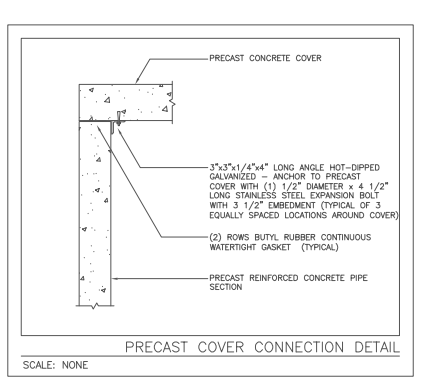 PRECAST CONCRETE COVER
3"x3"x1/4"x4" LONG ANGLE HOT-DIPPED
GALVANIZED – ANCHOR TO PRECAST
COVER WITH (1) 1/2" DIAMETER x 4 1/2"
LONG STAINLESS STEEL EXPANSION BOLT
WITH 3 1/2" EMBEDMENT (TYPICAL OF 3
EQUALLY SPACED LOCATIONS AROUND COVER)
(2) ROWS BUTYL RUBBER CONTINUOUS
WATERTIGHT GASKET (TYPICAL)
PRECAST REINFORCED CONCRETE PIPE
SECTION
PRECAST COVER CONNECTION DETAIL
SCALE: NONE